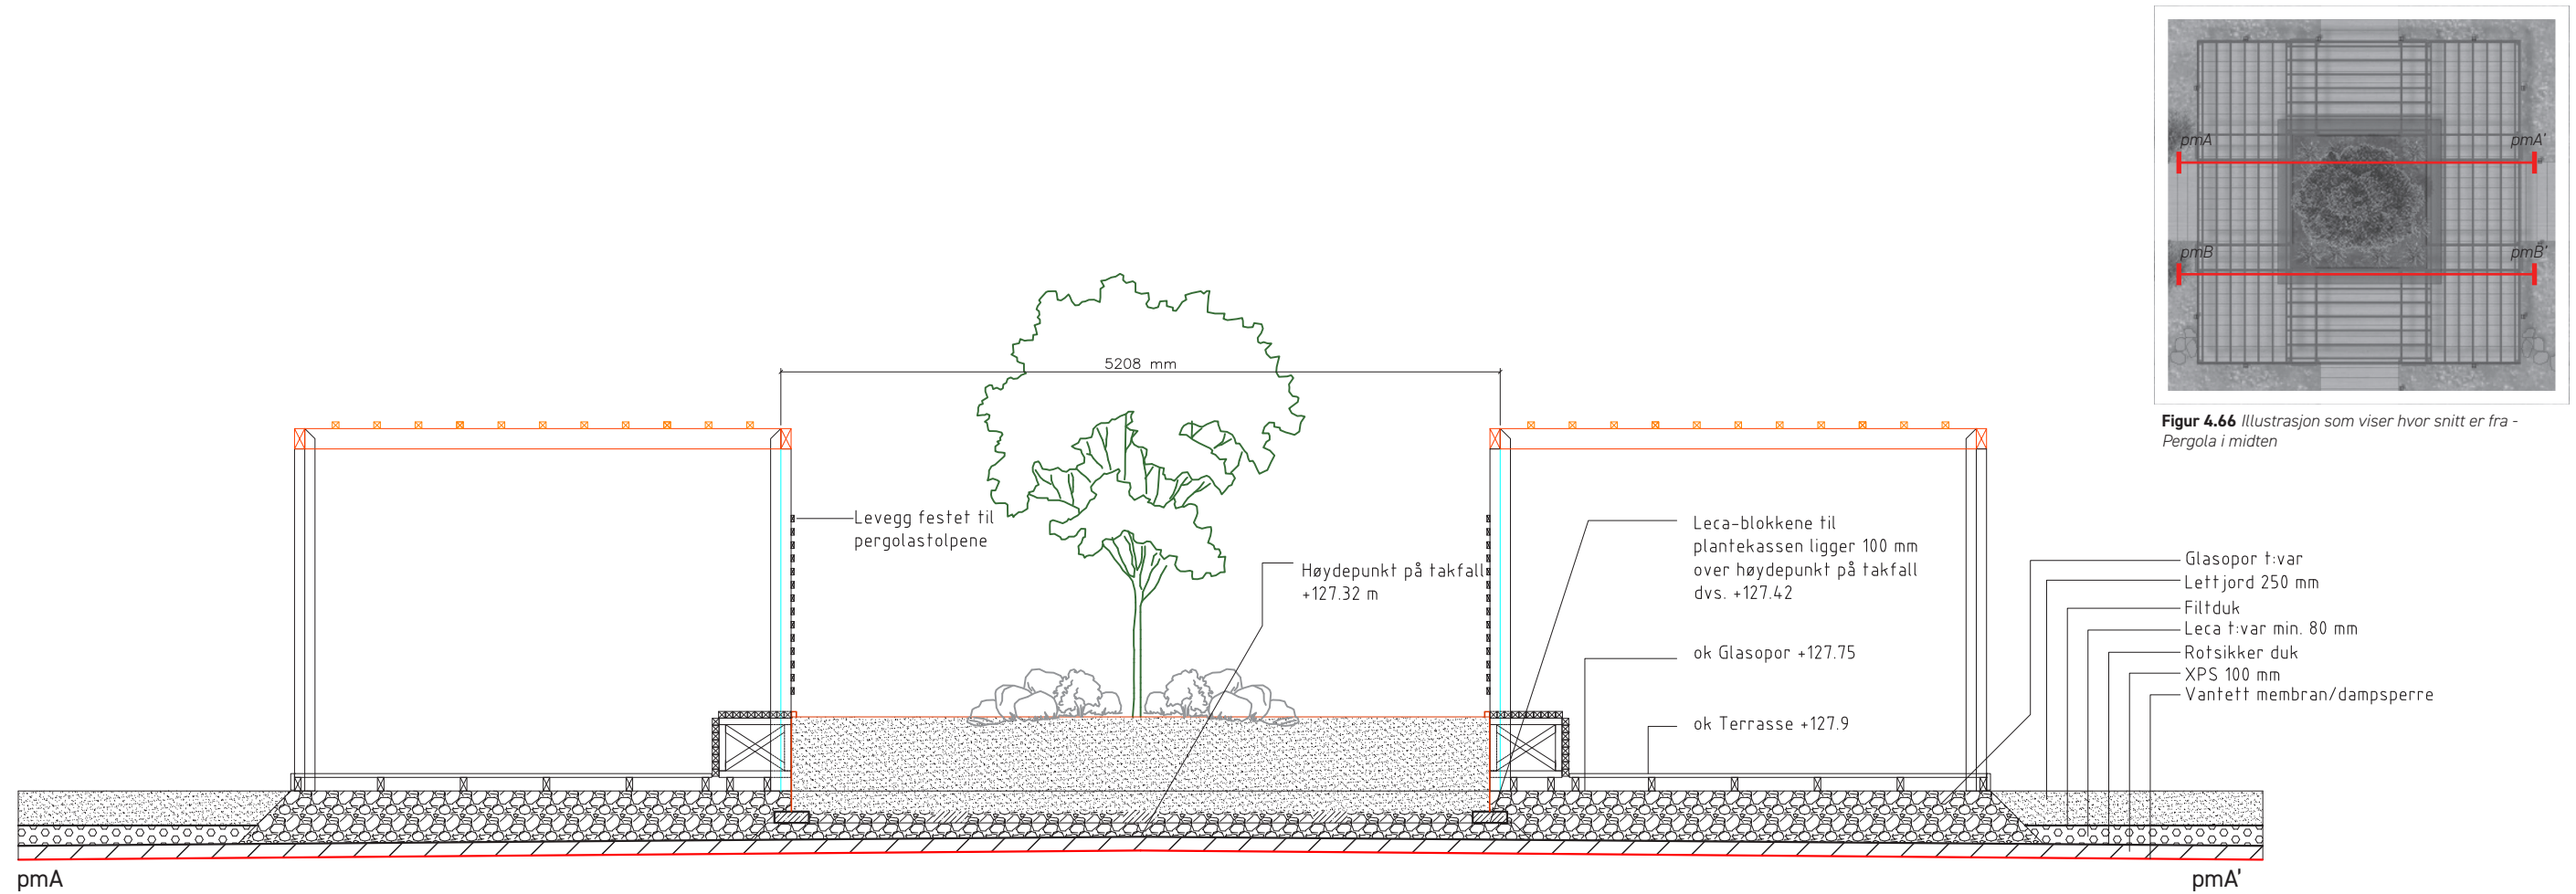 pmA
pmA'
pmB
pmB'
Figur 4.66 Illustrasjon som viser hvor snitt er fra -
Pergola i midten
5208 mm
Levegg festet til
pergolastolpene
Høydepunkt på takfall
+127.32 m
Leca-blokkene til
plantekassen ligger 100 mm
over høydepunkt på takfall
dvs. +127.42
ok Glasopor +127.75
ok Terrasse +127.9
Glasopor t:var
Lettjord 250 mm
Filtduk
Leca t:var min. 80 mm
Rotsikker duk
XPS 100 mm
Vantett membran/dampsperre
pmA
pmA'